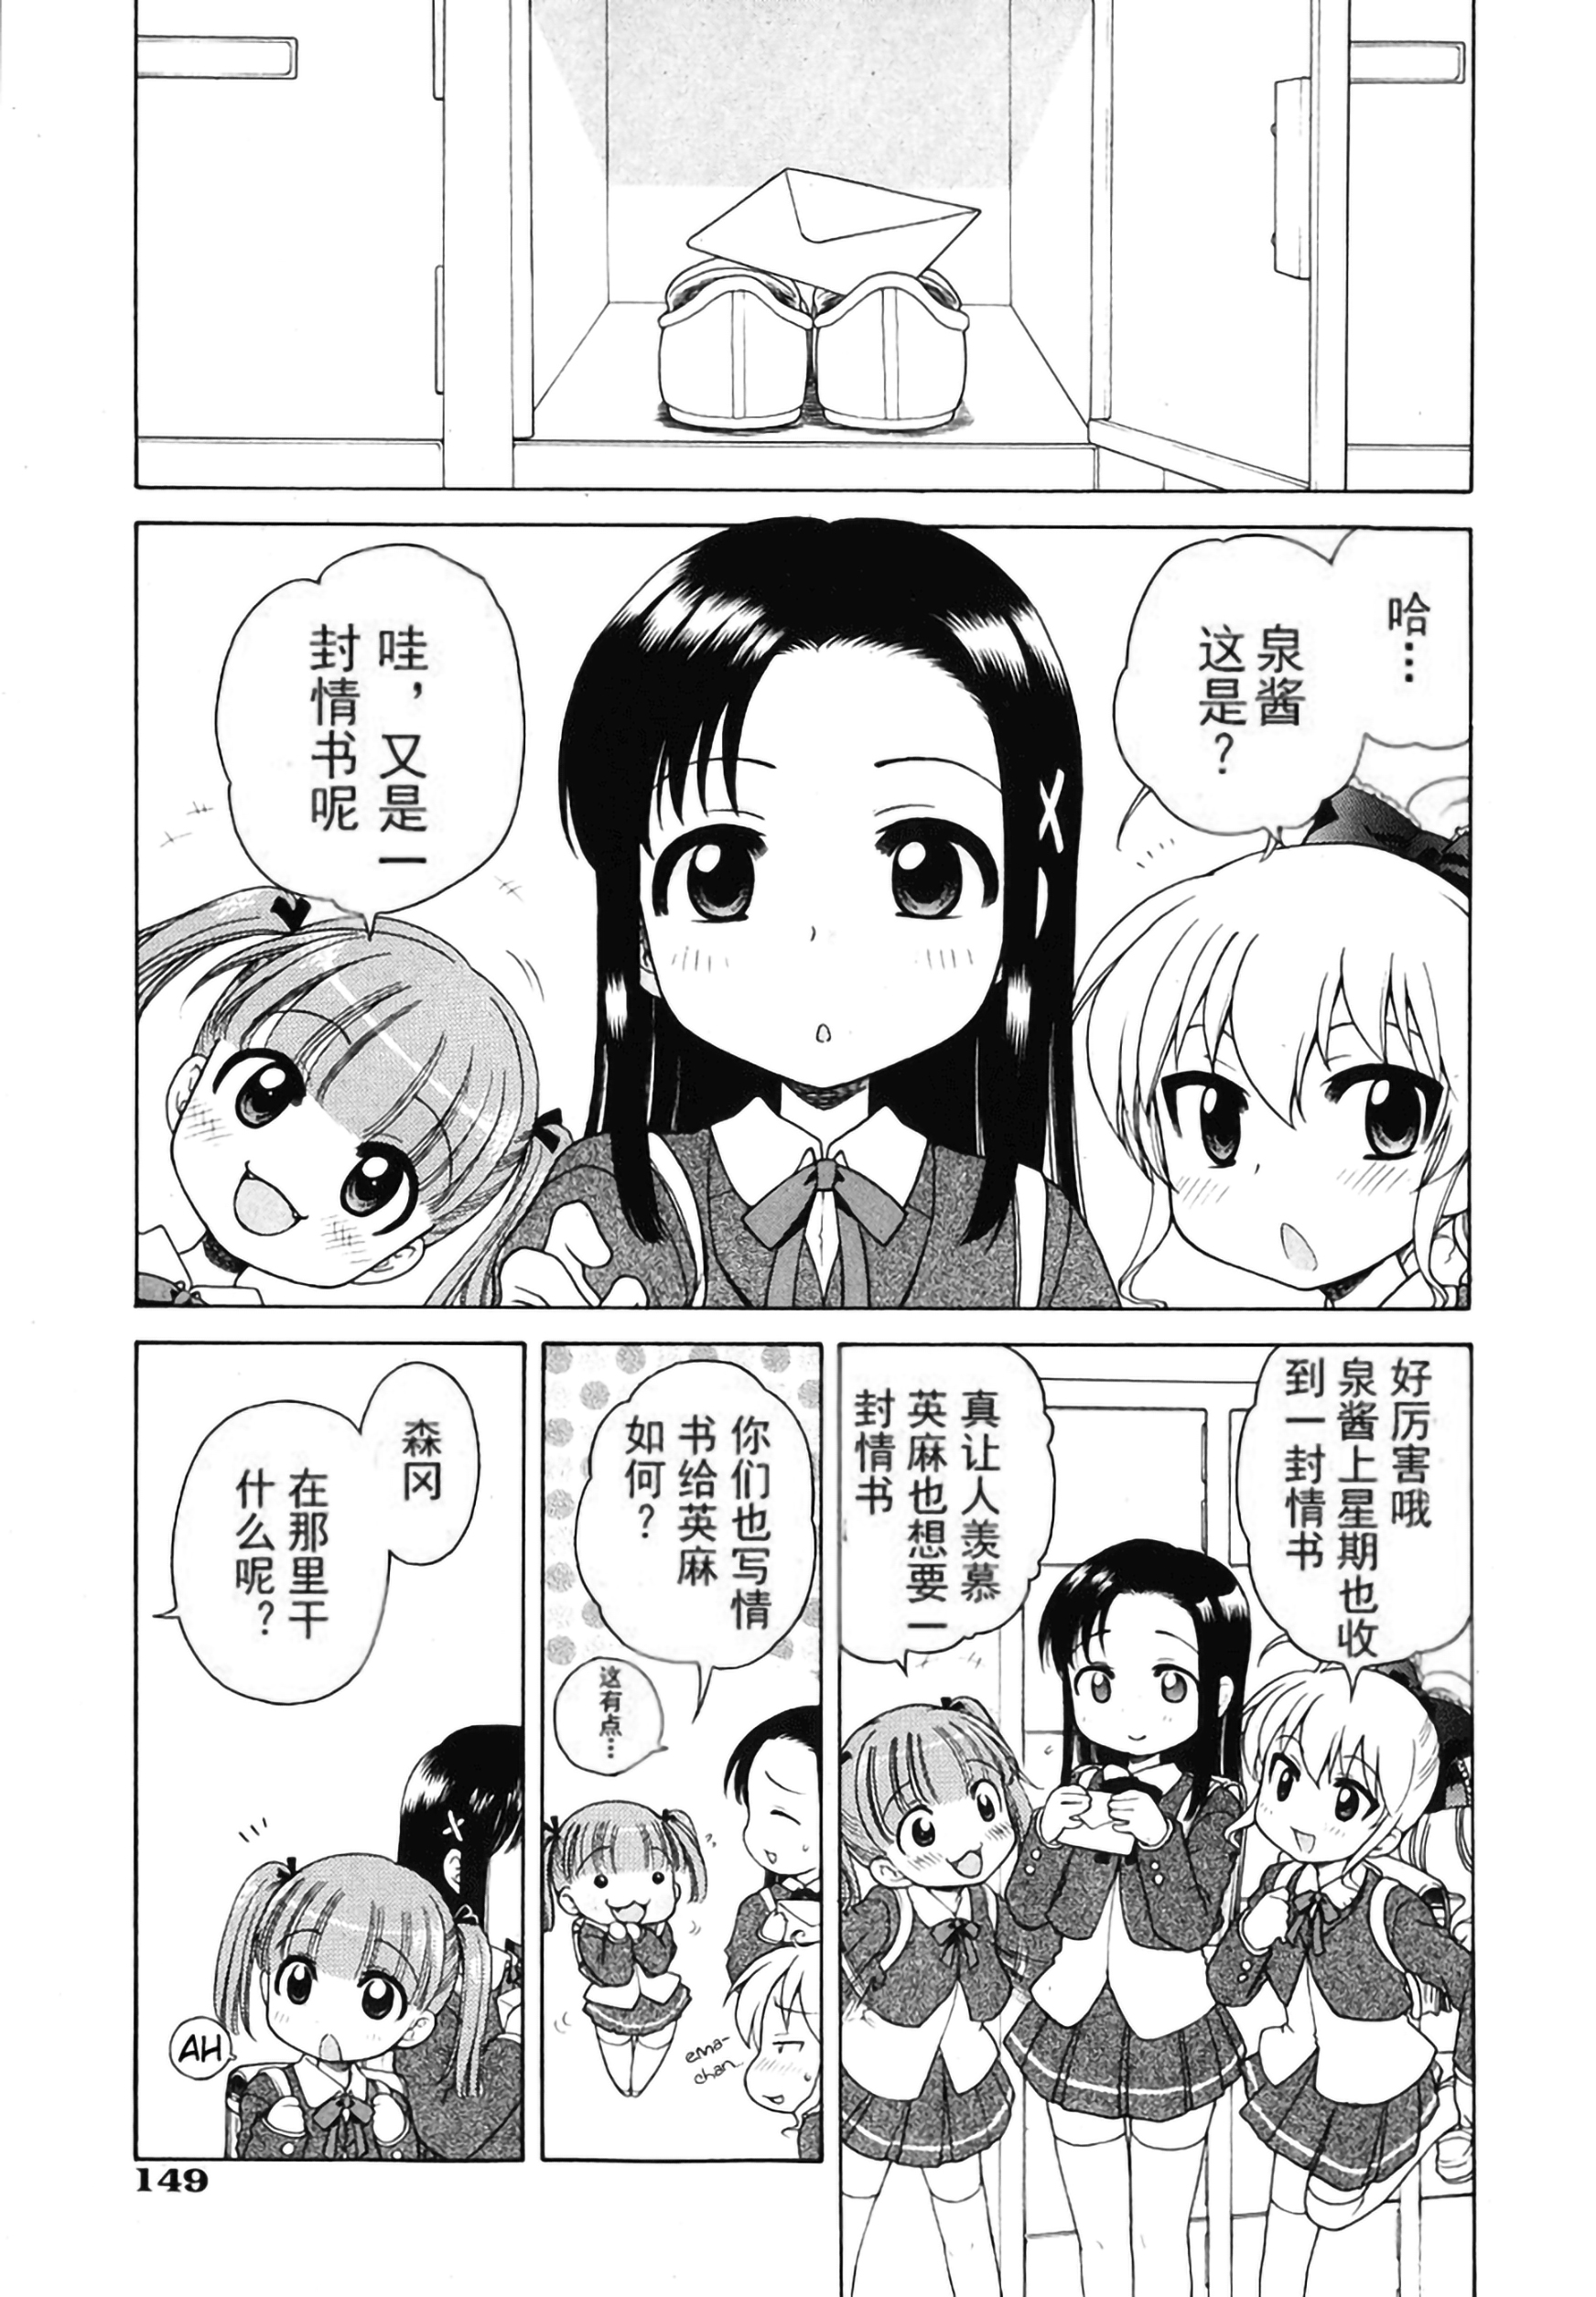 哈…
泉酱
这是？
哇，又是一
封情书呢
好厉害哦
泉酱上星期也收
到一封情书
真让人羡慕
英麻也想要一
封情书
你们也写情
书给英麻
如何？
这有点…
ema-
chan...
森冈
在那里干
什么呢？
AH
149